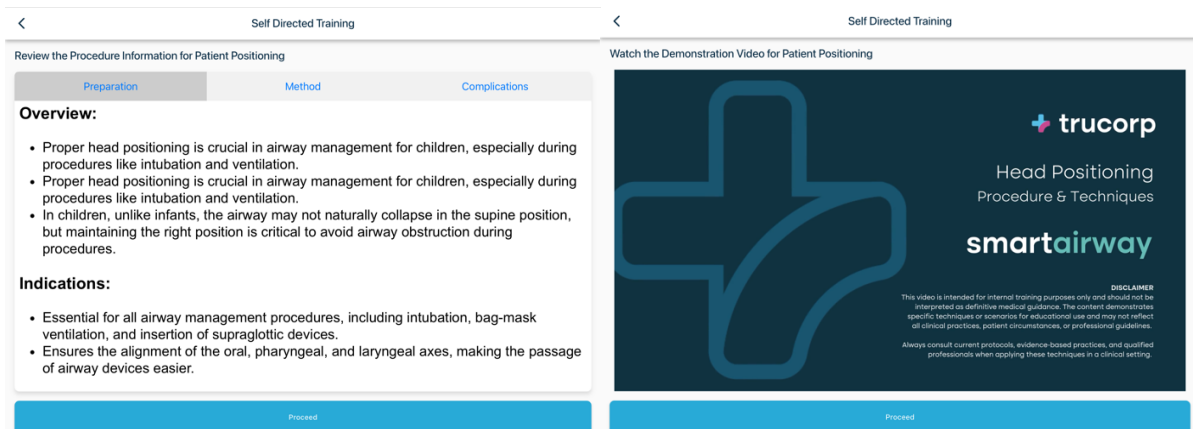 Self Directed Training
Review the Procedure Information for Patient Positioning
Preparation
Method
Complications
Overview:
• Proper head positioning is crucial in airway management for children, especially during
procedures like intubation and ventilation.
• Proper head positioning is crucial in airway management for children, especially during
procedures like intubation and ventilation.
• In children, unlike infants, the airway may not naturally collapse in the supine position,
but maintaining the right position is critical to avoid airway obstruction during
procedures.
Indications:
• Essential for all airway management procedures, including intubation, bag-mask
ventilation, and insertion of supraglottic devices.
• Ensures the alignment of the oral, pharyngeal, and laryngeal axes, making the passage
of airway devices easier.
Proceed
Self Directed Training
Watch the Demonstration Video for Patient Positioning
trucorp
Head Positioning
Procedure & Techniques
smartairway
DISCLAIMER
This video is intended for internal training purposes only and should not be
interpreted as definitive medical guidance. The content demonstrates
specific techniques or scenarios for educational use and may not reflect
all clinical practices, patient circumstances, or professional guidelines.
Always consult current protocols, evidence-based practices, and qualified
professionals when applying these techniques in a clinical setting.
Proceed